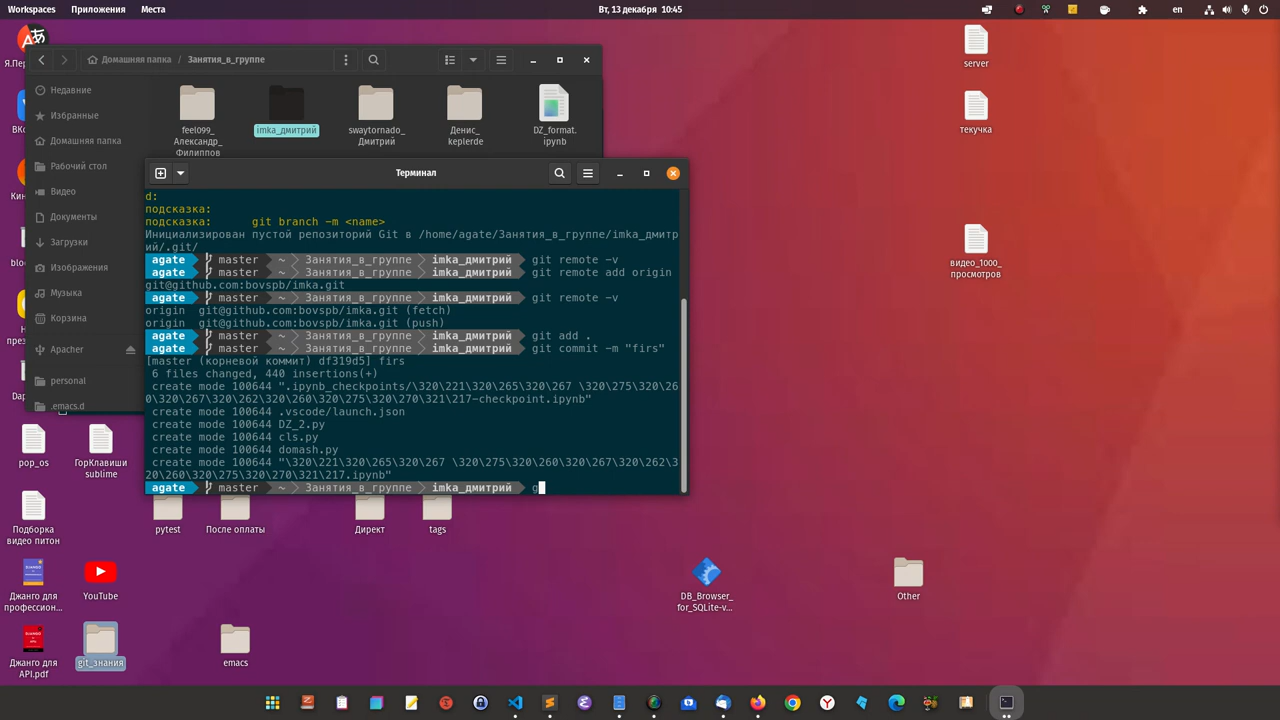 Workspaces Приложения Места
Вт, 13 декабря 10:45
en
Я.Пер
Домашняя папка / Занятия_в_группе
Недавние
Избранные
Домашняя папка
Рабочий стол
Видео
Документы
Загрузки
Изображения
Музыка
Корзина
Apacher
personal
.emacs.d
feel099_
Александр_
Филиппов
imka_дмитрий
swaytornado_
Дмитрий
Денис_
keplerde
DZ_format.
ipynb
ВКо
Кин
blo
Dap
Терминал
d:
подсказка:
подсказка: git branch -m <name>
Инициализирован пустой репозиторий Git в /home/agate/Занятия_в_группе/imka_дмитр
ий/.git/
agate master ~ Занятия_в_группе imka_дмитрий git remote -v
agate master ~ Занятия_в_группе imka_дмитрий git remote add origin
git@github.com:bovspb/imka.git
agate master ~ Занятия_в_группе imka_дмитрий git remote -v
origin git@github.com:bovspb/imka.git (fetch)
origin git@github.com:bovspb/imka.git (push)
agate master ~ Занятия_в_группе imka_дмитрий git add .
agate master ~ Занятия_в_группе imka_дмитрий git commit -m "firs"
[master (корневой коммит) df319d5] firs
6 files changed, 440 insertions(+)
create mode 100644 ".ipynb_checkpoints/\320\221\320\265\320\267 \320\275\320\26
0\320\267\320\262\320\260\320\275\320\270\321\217-checkpoint.ipynb"
create mode 100644 .vscode/launch.json
create mode 100644 DZ_2.py
create mode 100644 cls.py
create mode 100644 domash.py
create mode 100644 "\320\221\320\265\320\267 \320\275\320\260\320\267\320\262\3
20\260\320\275\320\270\321\217.ipynb"
agate master ~ Занятия_в_группе imka_дмитрий g
server
текучка
видео_1000_
просмотров
pop_os
ГорКлавиши
sublime
Подборка
видео питон
pytest
После оплаты
Директ
tags
Джанго для
профессион...
YouTube
DB_Browser_
for_SQLite-v...
Other
Джанго для
API.pdf
git_знания
emacs